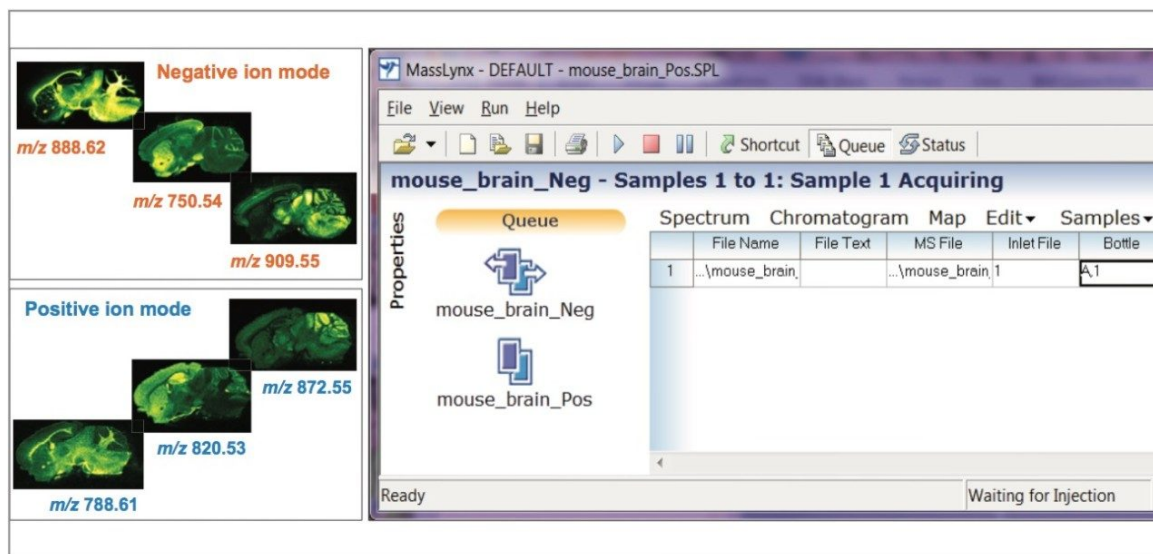 Negative ion mode
m/z 888.62
m/z 750.54
m/z 909.55
Positive ion mode
m/z 872.55
m/z 820.53
m/z 788.61
MassLynx - DEFAULT - mouse_brain_Pos.SPL
File View Run Help
Shortcut Queue Status
mouse_brain_Neg - Samples 1 to 1: Sample 1 Acquiring
Properties
Queue
mouse_brain_Neg
mouse_brain_Pos
Spectrum Chromatogram Map Edit Samples
File Name File Text MS File Inlet File Bottle
1 ...\mouse_brain_ ...\mouse_brain_ 1 A,1
Ready Waiting for Injection